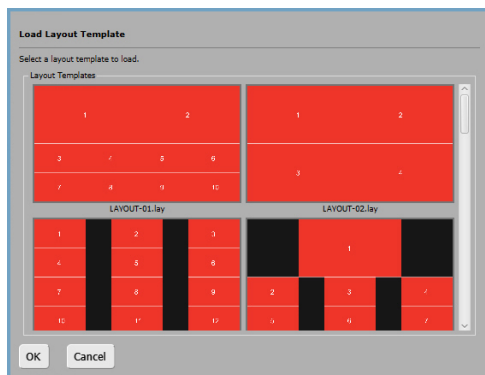 Load Layout Template
Select a layout template to load.
Layout Templates
1 2
3 4 5 6
7 8 9 10
LAYOUT-01.lay
1 2
3 4
LAYOUT-02.lay
1 2 3
4 5 6
7 8 9
10 11 12
1
2 3 4
5 6 7
OK Cancel